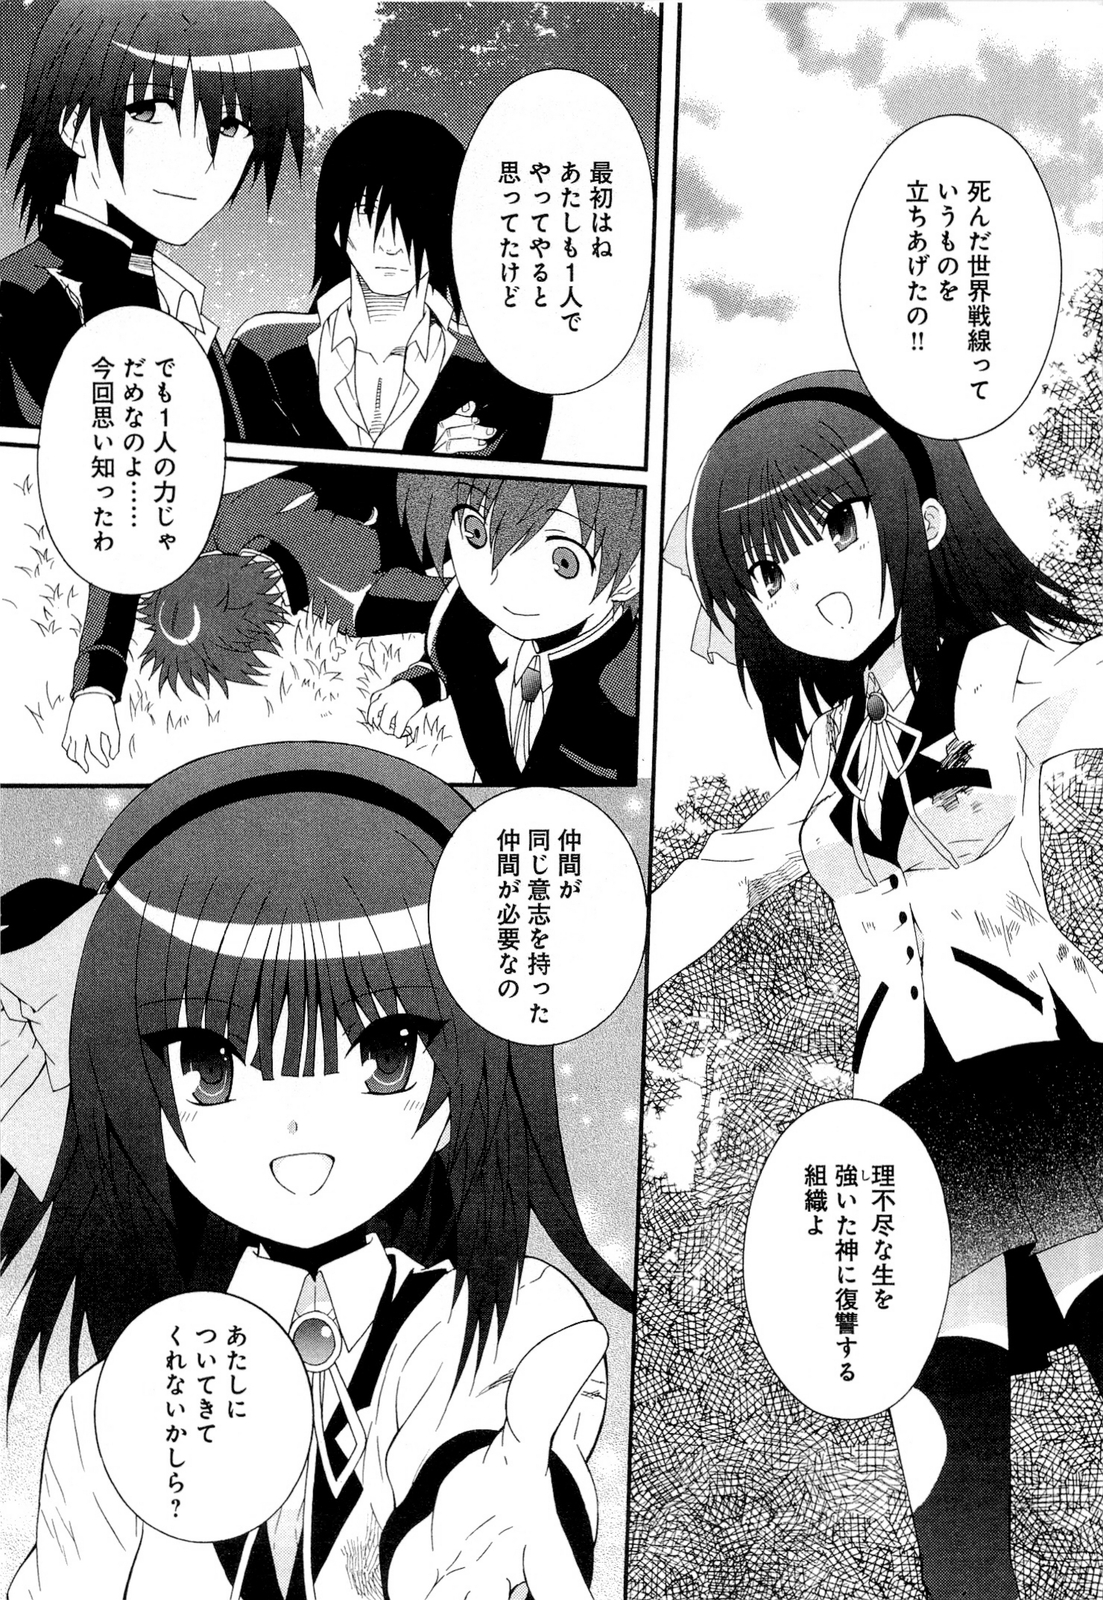 死んだ世界戦線って
いうものを
立ちあげたの!!
理不尽な生を
強いた神に復讐する
組織よ
最初はね
あたしも1人で
やってやると
思ってたけど
でも1人の力じゃ
だめなのよ……
今回思い知ったわ
仲間が
同じ意志を持った
仲間が必要なの
あたしに
ついてきて
くれないかしら?